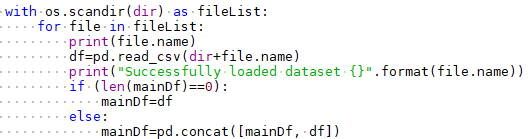 with os.scandir(dir) as fileList:
    for file in fileList:
        print(file.name)
        df=pd.read_csv(dir+file.name)
        print("Successfully loaded dataset {}".format(file.name))
        if (len(mainDf)==0):
            mainDf=df
        else:
            mainDf=pd.concat([mainDf, df])